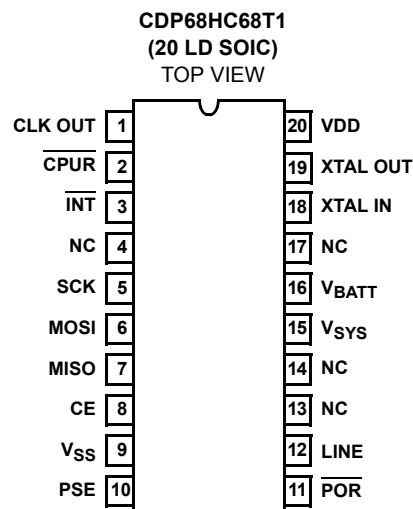 CDP68HC68T1
(20 LD SOIC)
TOP VIEW
CLK OUT 1 20 VDD
CPUR 2 19 XTAL OUT
INT 3 18 XTAL IN
NC 4 17 NC
SCK 5 16 VBATT
MOSI 6 15 VSYS
MISO 7 14 NC
CE 8 13 NC
VSS 9 12 LINE
PSE 10 11 POR